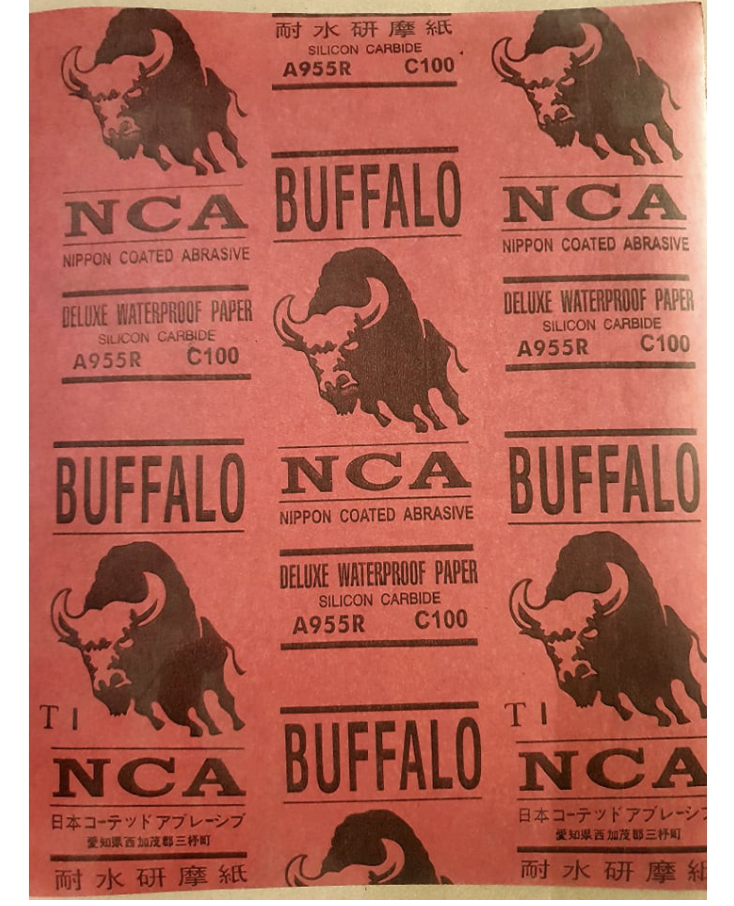 NCA
NIPPON COATED ABRASIVE
DELUXE WATERPROOF PAPER
SILICON CARBIDE
A955R C100
BUFFALO
T I
NCA
日本コーテッドアブレーシブ
愛知県西加茂郡三好町
耐水研摩紙
耐水研摩紙
SILICON CARBIDE
A955R C100
BUFFALO
NCA
NIPPON COATED ABRASIVE
DELUXE WATERPROOF PAPER
SILICON CARBIDE
A955R C100
BUFFALO
NCA
NIPPON COATED ABRASIVE
DELUXE WATERPROOF PAPER
SILICON CARBIDE
A955R C100
BUFFALO
T I
NCA
日本コーテッドアブレーシ
愛知県西加茂郡三好町
耐水研摩紙